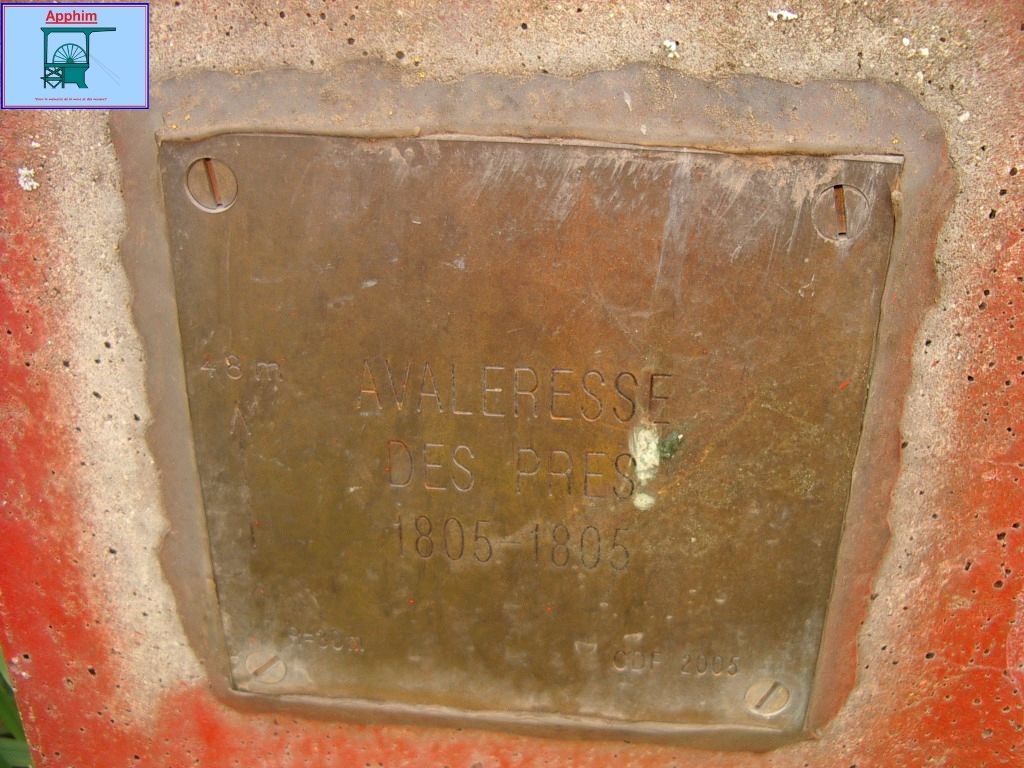 Apphim
48 m
AVALERESSE
DES PRES
1805-1805
CDF 2005